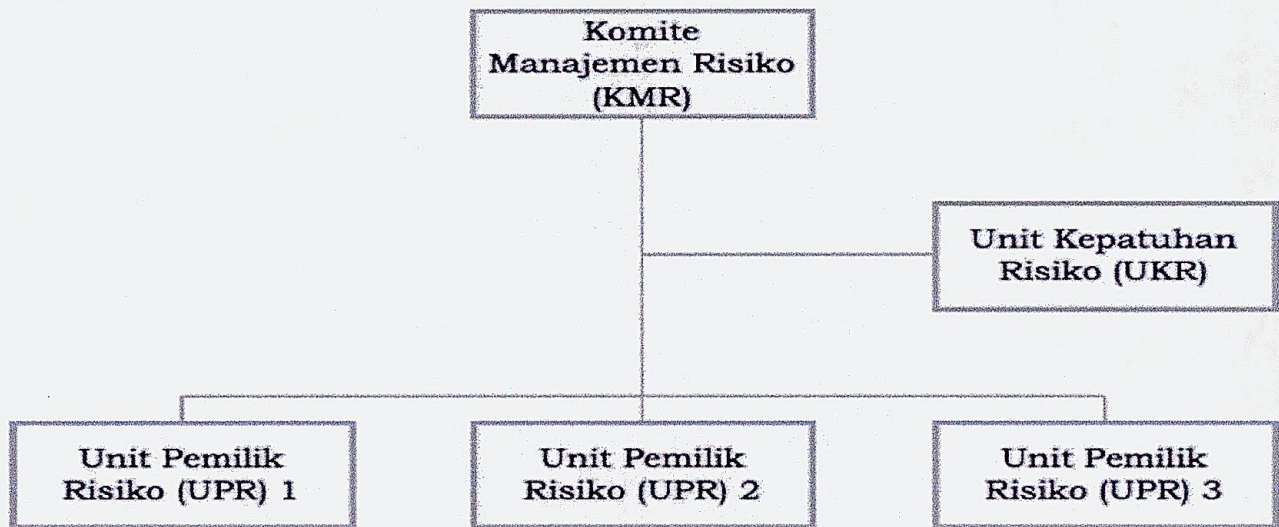 Komite
Manajemen Risiko
(KMR)
Unit Kepatuhan
Risiko (UKR)
Unit Pemilik
Risiko (UPR) 1
Unit Pemilik
Risiko (UPR) 2
Unit Pemilik
Risiko (UPR) 3